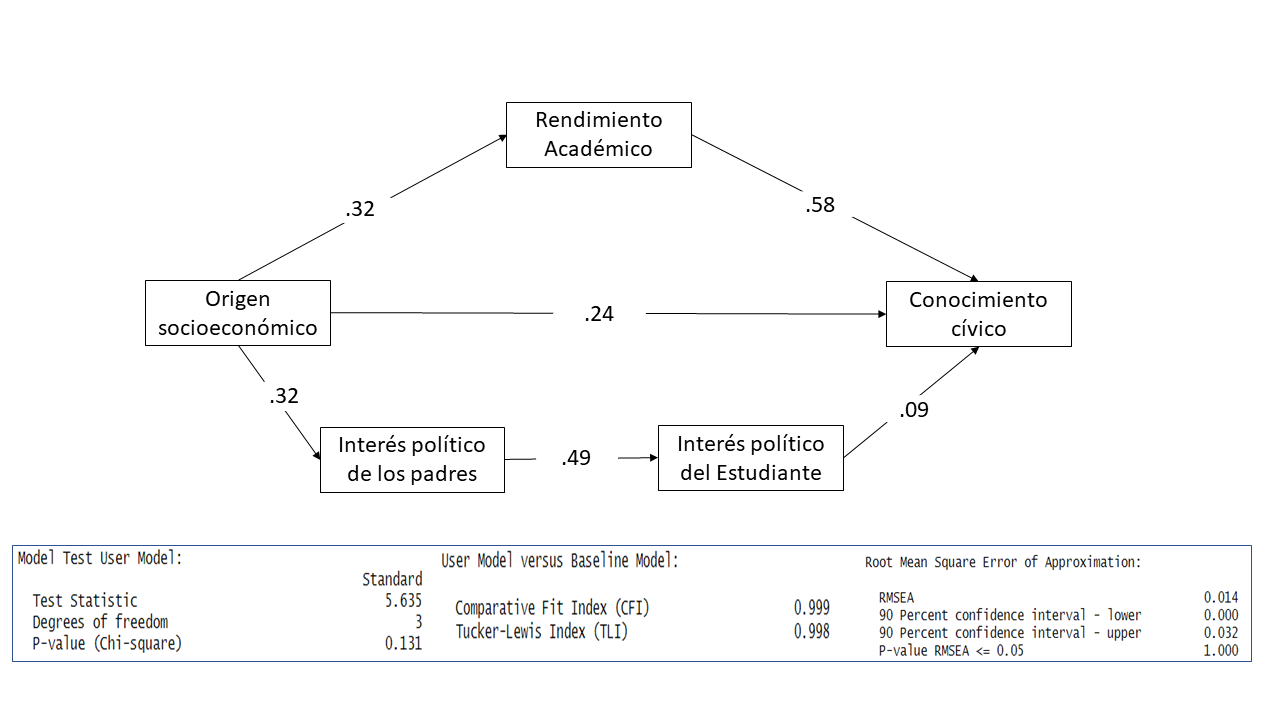 Rendimiento
Académico
.32
.58
Origen
socioeconómico
.24
Conocimiento
cívico
.32
.09
Interés político
de los padres
.49
Interés político
del Estudiante
Model Test User Model:
Standard
Test Statistic 5.635
Degrees of freedom 3
P-value (Chi-square) 0.131
User Model versus Baseline Model:
Comparative Fit Index (CFI) 0.999
Tucker-Lewis Index (TLI) 0.998
Root Mean Square Error of Approximation:
RMSEA 0.014
90 Percent confidence interval - lower 0.000
90 Percent confidence interval - upper 0.032
P-value RMSEA <= 0.05 1.000